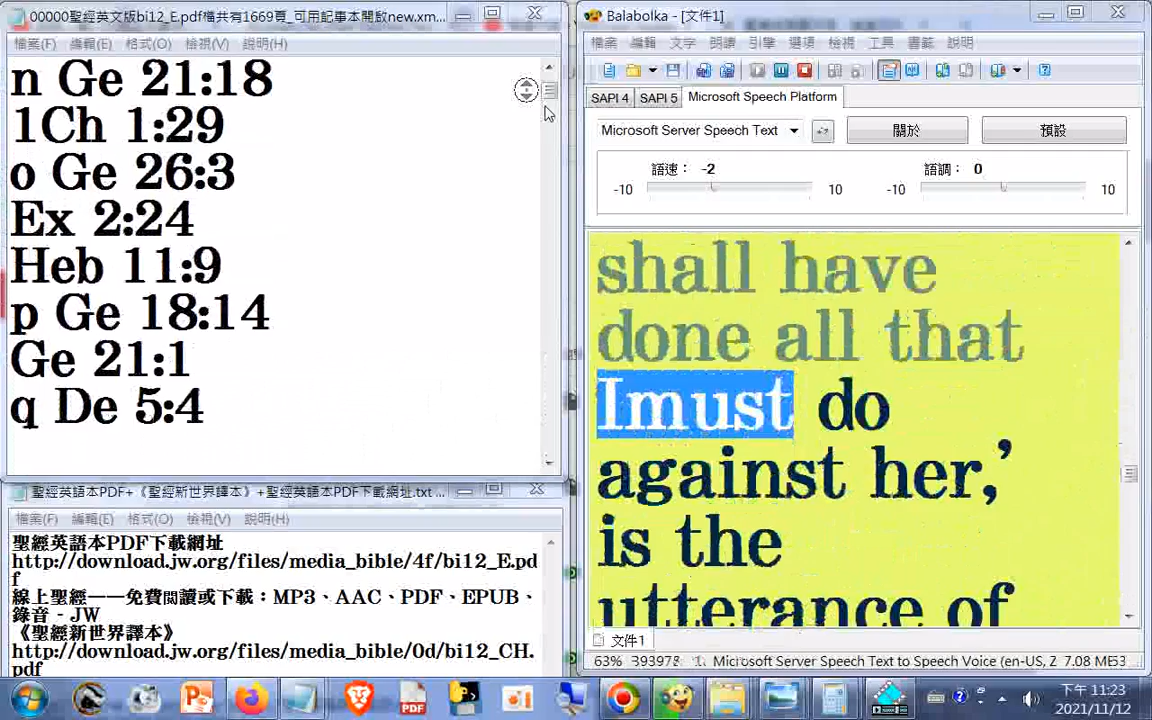 00000聖經英文版bi12_E.pdf檔共有1669頁_可用記事本開啟new.xm...
檔案(F) 編輯(E) 格式(O) 檢視(V) 說明(H)
n Ge 21:18
1Ch 1:29
o Ge 26:3
Ex 2:24
Heb 11:9
p Ge 18:14
Ge 21:1
q De 5:4
聖經英語本PDF+《聖經新世界譯本》+聖經英語本PDF下載網址.txt ...
檔案(F) 編輯(E) 格式(O) 檢視(V) 說明(H)
聖經英語本PDF下載網址
http://download.jw.org/files/media_bible/4f/bi12_E.pd
f
線上聖經——免費閱讀或下載：MP3、AAC、PDF、EPUB、
錄音 - JW
《聖經新世界譯本》
http://download.jw.org/files/media_bible/0d/bi12_CH.
pdf
Balabolka - [文件1]
檔案 編輯 文字 朗讀 引擎 選項 檢視 工具 書籤 說明
SAPI 4 SAPI 5 Microsoft Speech Platform
Microsoft Server Speech Text 關於 預設
語速： -2 語調： 0
-10 10 -10 10
shall have
done all that
Imust do
against her,’
is the
utterance of
文件1
63% Microsoft Server Speech Text to Speech Voice (en-US, Z 7.08 ME
下午 11:23
2021/11/12